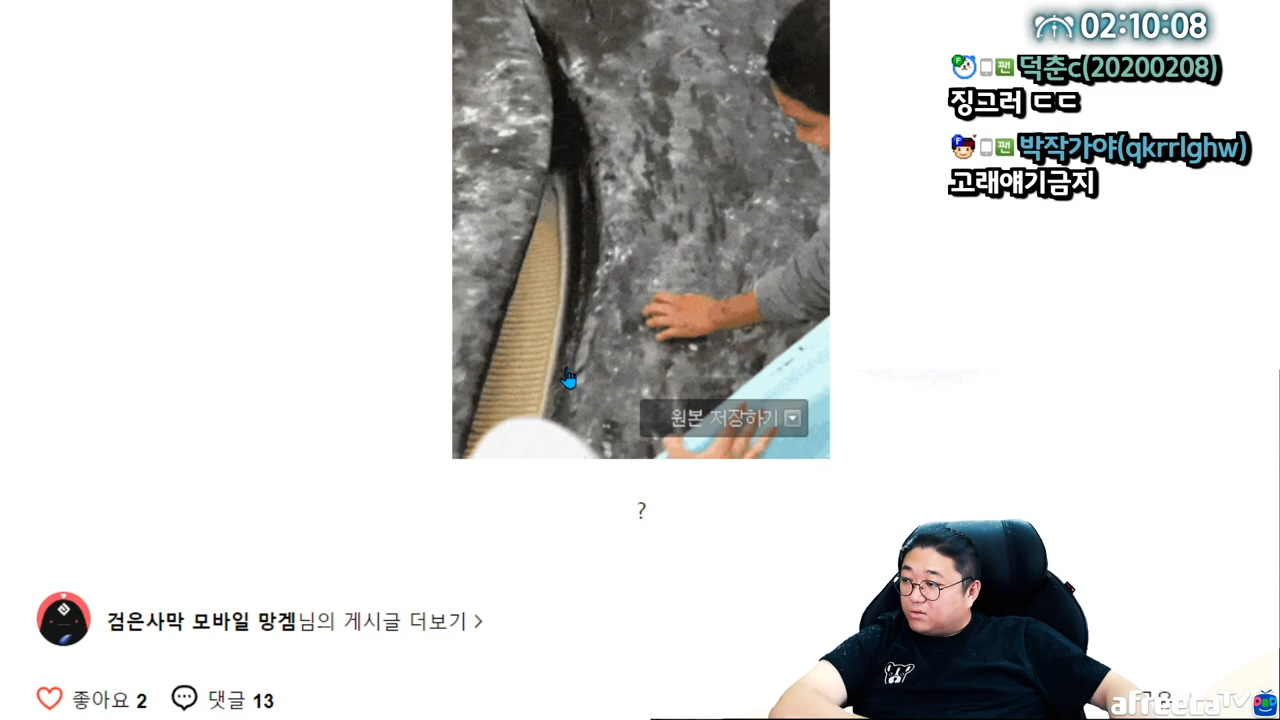 02:10:08
F 팬 덕춘c(20200208)
징그러 ㄷㄷ
F 팬 박작가야(qkrrlghw)
고래얘기금지
원본 저장하기
?
검은사막 모바일 망겜님의 게시글 더보기 >
좋아요 2 댓글 13
afreecaTV